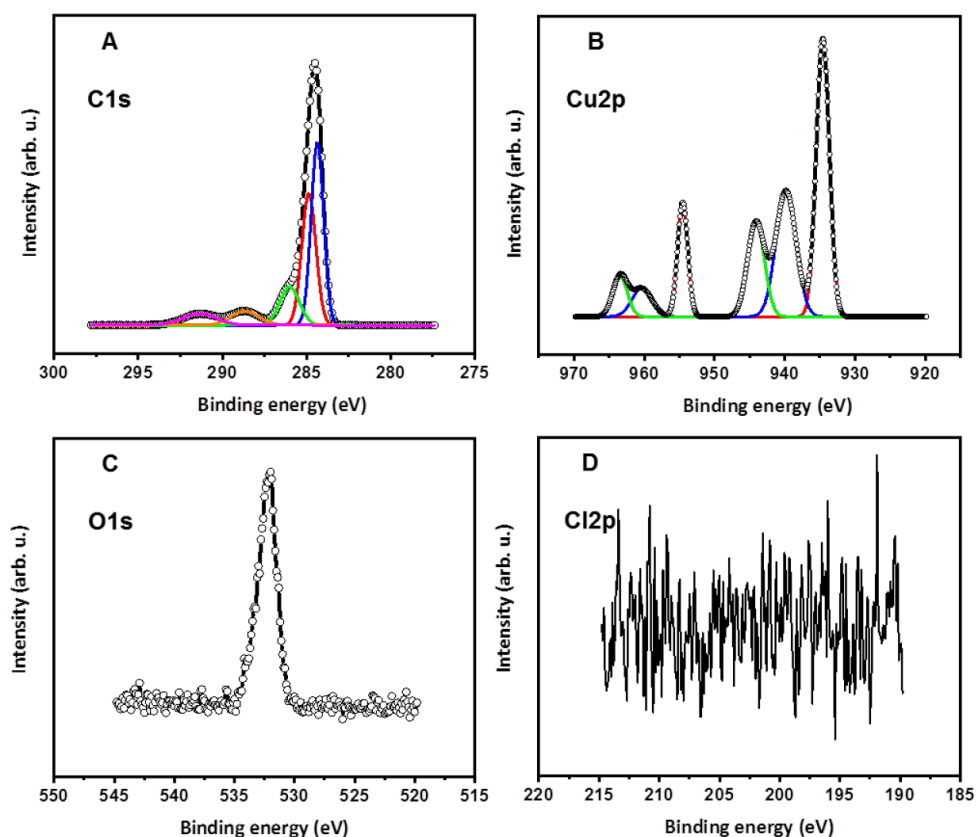 A
C1s
Intensity (arb. u.)
300 295 290 285 280 275
Binding energy (eV)
B
Cu2p
Intensity (arb. u.)
970 960 950 940 930 920
Binding energy (eV)
C
O1s
Intensity (arb. u.)
550 545 540 535 530 525 520 515
Binding energy (eV)
D
Cl2p
Intensity (arb. u.)
220 215 210 205 200 195 190 185
Binding energy (eV)